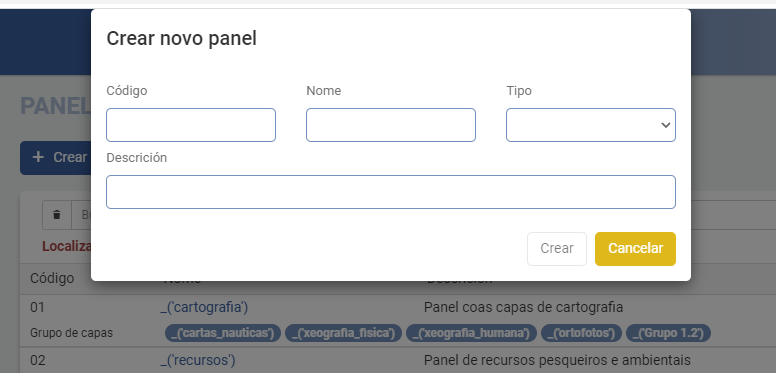 Crear novo panel
Código Nome Tipo
Descrición
Crear Cancelar
PANEL
+ Crear
Código Nome Descrición
01 _('cartografia') Panel coas capas de cartografia
Grupo de capas _('cartas_nauticas') _('xeografia_fisica') _('xeografia_humana') _('ortofotos') _('Grupo 1.2')
02 _('recursos') Panel de recursos pesqueiros e ambientais